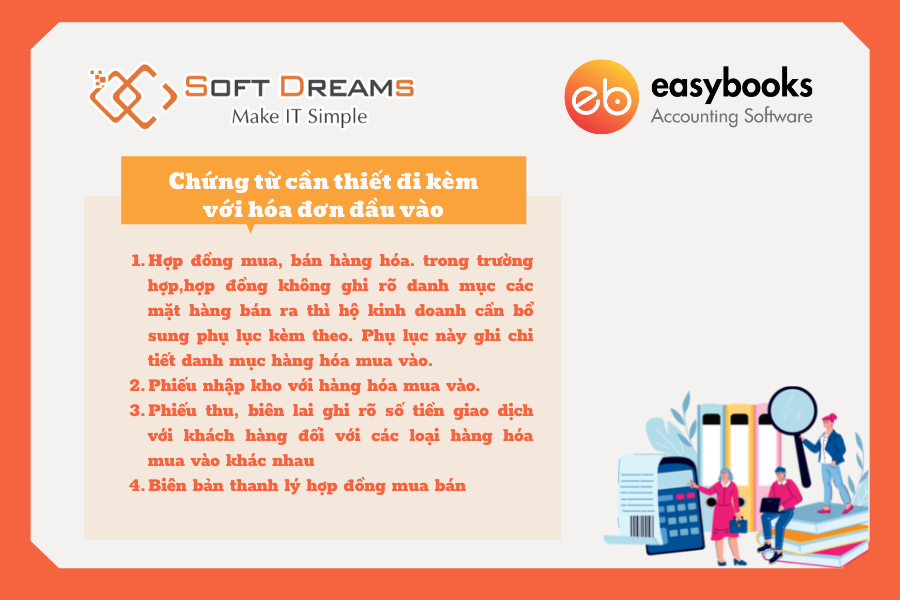 SOFT DREAMS
Make IT Simple
eb
easybooks
Accounting Software
Chứng từ cần thiết đi kèm
với hóa đơn đầu vào
1. Hợp đồng mua, bán hàng hóa. trong trường
hợp,hợp đồng không ghi rõ danh mục các
mặt hàng bán ra thì hộ kinh doanh cần bổ
sung phụ lục kèm theo. Phụ lục này ghi chi
tiết danh mục hàng hóa mua vào.
2. Phiếu nhập kho với hàng hóa mua vào.
3. Phiếu thu, biên lai ghi rõ số tiền giao dịch
với khách hàng đối với các loại hàng hóa
mua vào khác nhau
4. Biên bản thanh lý hợp đồng mua bán